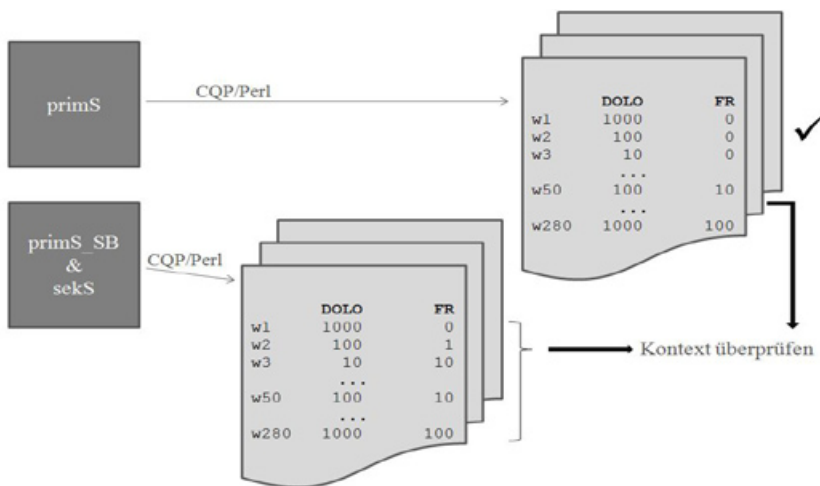 primS
CQP/Perl
DOLO FR
w1 1000 0
w2 100 0
w3 10 0
...
w50 100 10
...
w280 1000 100
✓
primS_SB
&
sekS
CQP/Perl
DOLO FR
w1 1000 0
w2 100 1
w3 10 10
...
w50 100 10
...
w280 1000 100
Kontext überprüfen